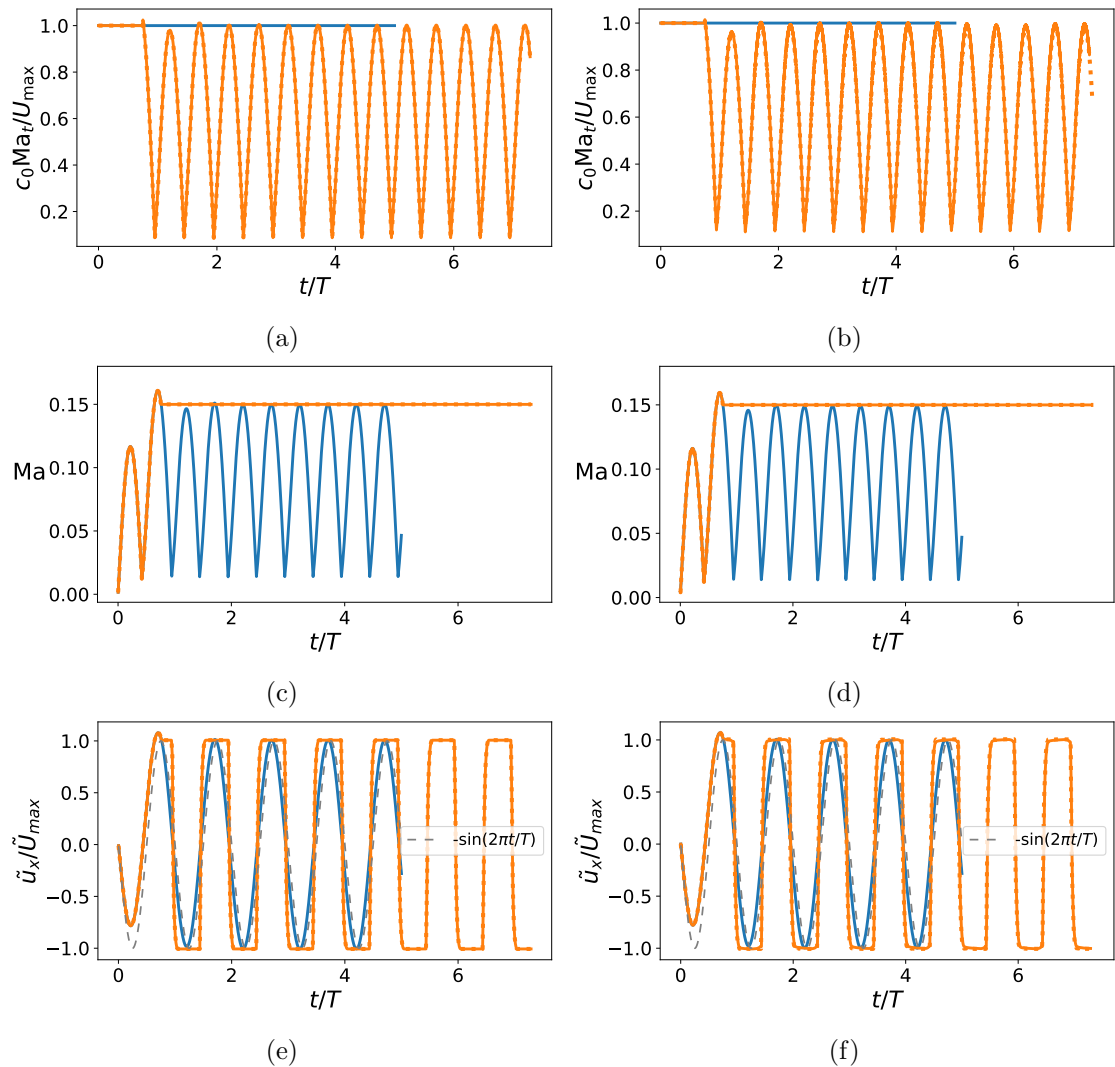 1.0
0.8
0.6
0.4
0.2
c₀Maₜ/Uₘₐₓ
0 2 4 6
t/T
(a)
1.0
0.8
0.6
0.4
0.2
c₀Maₜ/Uₘₐₓ
0 2 4 6
t/T
(b)
0.15
0.10
0.05
0.00
Ma
0 2 4 6
t/T
(c)
0.15
0.10
0.05
0.00
Ma
0 2 4 6
t/T
(d)
1.0
0.5
0.0
−0.5
−1.0
ũₓ/Ũₘₐₓ
-sin(2πt/T)
0 2 4 6
t/T
(e)
1.0
0.5
0.0
−0.5
−1.0
ũₓ/Ũₘₐₓ
-sin(2πt/T)
0 2 4 6
t/T
(f)